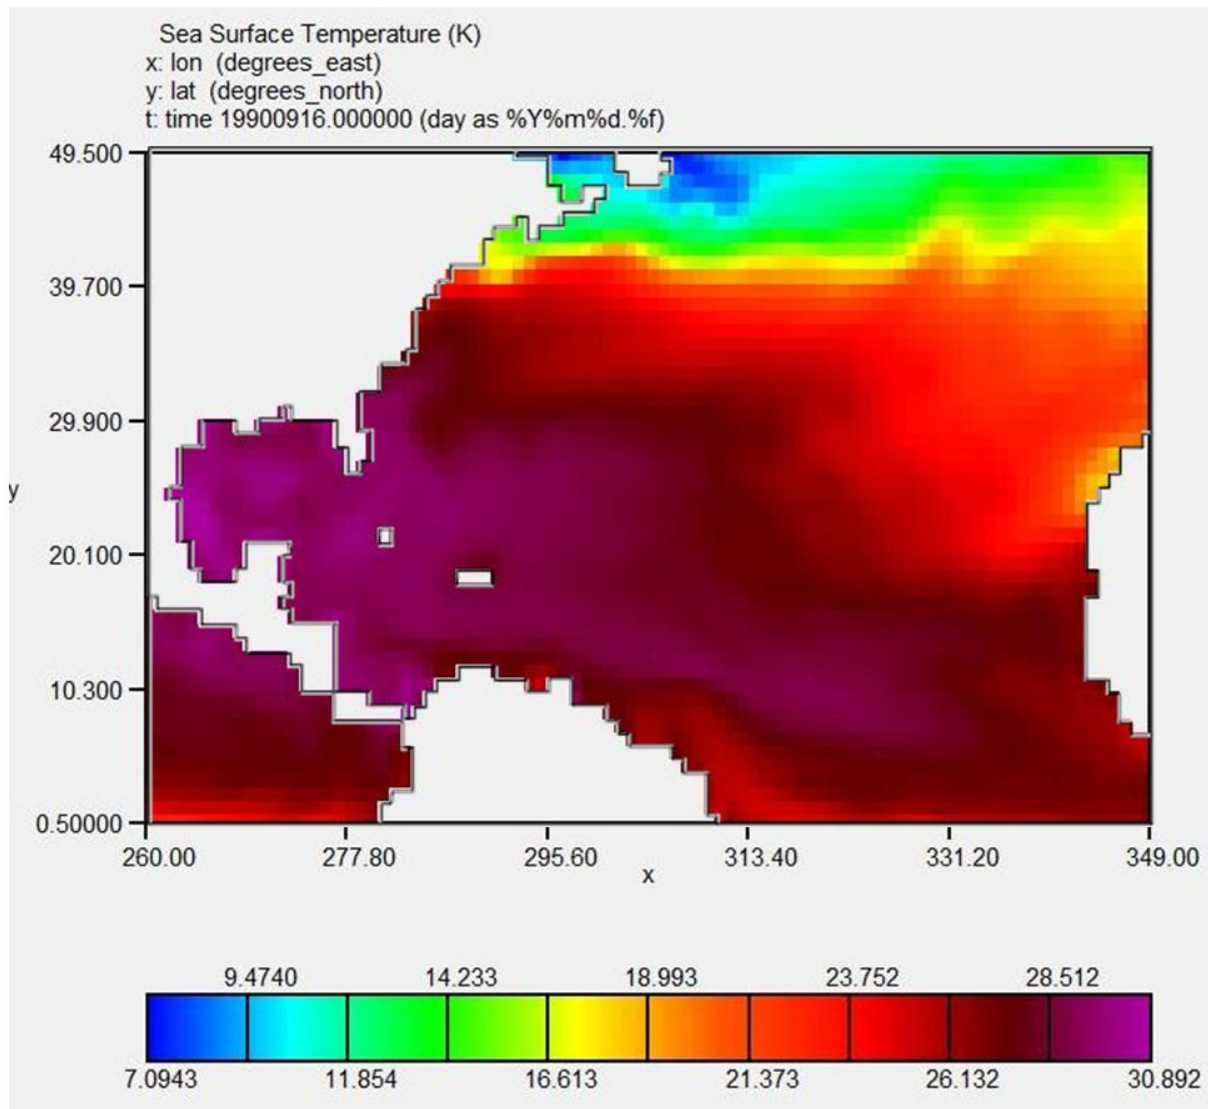 Sea Surface Temperature (K)
x: lon (degrees_east)
y: lat (degrees_north)
t: time 19900916.000000 (day as %Y%m%d.%f)
49.500
39.700
29.900
y
20.100
10.300
0.50000
260.00 277.80 295.60 313.40 331.20 349.00
x
9.4740 14.233 18.993 23.752 28.512
7.0943 11.854 16.613 21.373 26.132 30.892